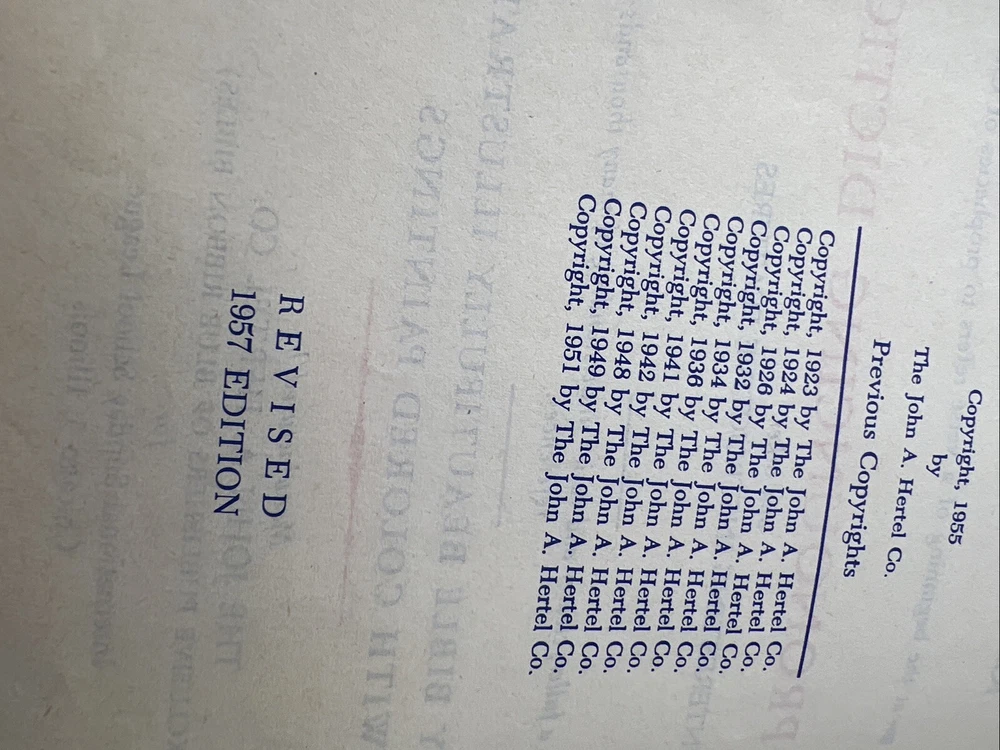 Copyright, 1955
by
The John A. Hertel Co.
Previous Copyrights
Copyright, 1923 by The John A. Hertel Co.
Copyright, 1924 by The John A. Hertel Co.
Copyright, 1926 by The John A. Hertel Co.
Copyright, 1932 by The John A. Hertel Co.
Copyright, 1934 by The John A. Hertel Co.
Copyright, 1936 by The John A. Hertel Co.
Copyright, 1941 by The John A. Hertel Co.
Copyright, 1942 by The John A. Hertel Co.
Copyright, 1948 by The John A. Hertel Co.
Copyright, 1949 by The John A. Hertel Co.
Copyright, 1951 by The John A. Hertel Co.
REVISED
1957 EDITION